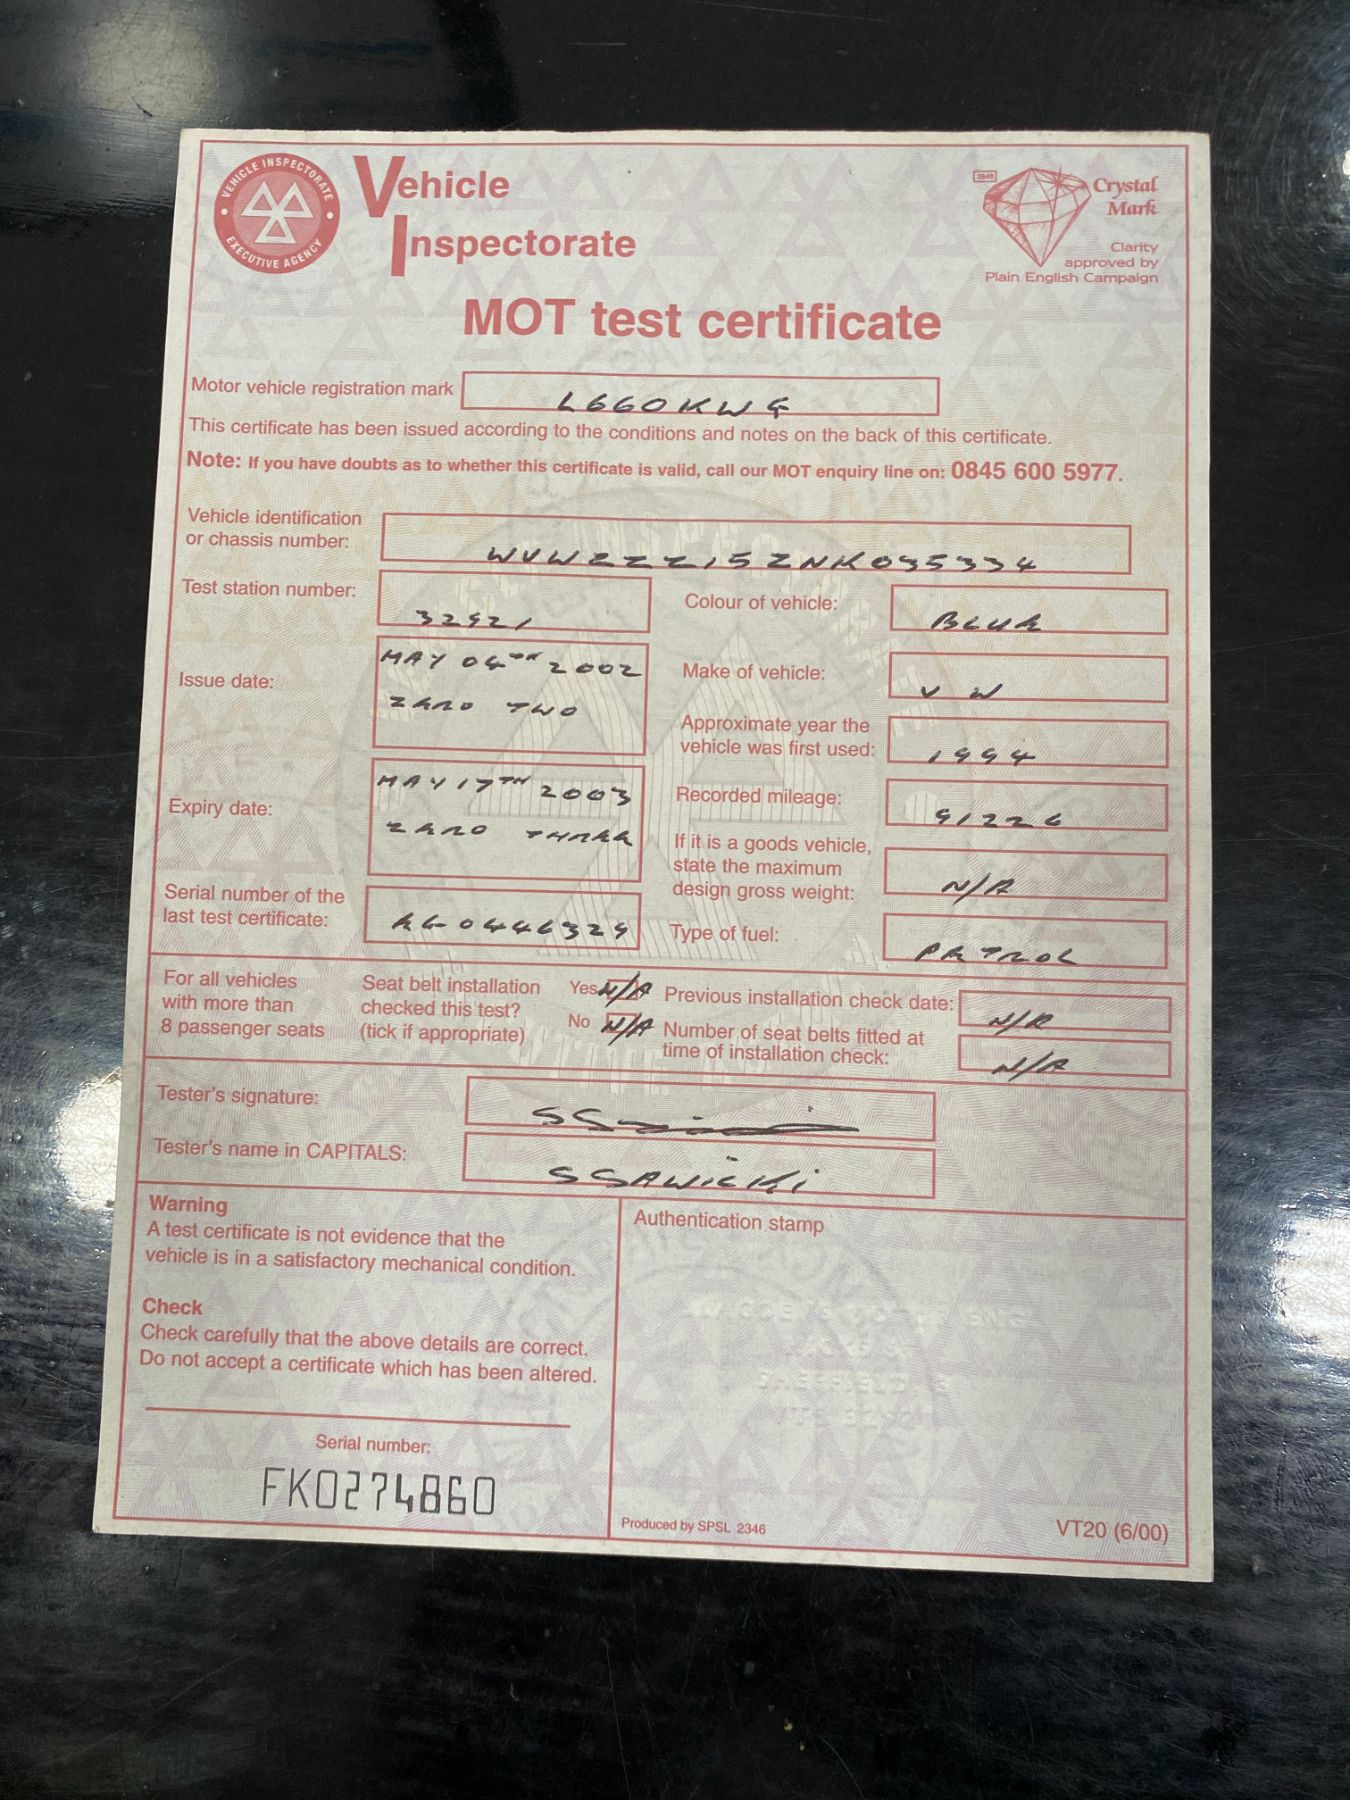 VEHICLE INSPECTORATE
EXECUTIVE AGENCY
Vehicle
Inspectorate
2346
Crystal
Mark
Clarity
approved by
Plain English Campaign
MOT test certificate
Motor vehicle registration mark L660KWG
This certificate has been issued according to the conditions and notes on the back of this certificate.
Note: If you have doubts as to whether this certificate is valid, call our MOT enquiry line on: 0845 600 5977.
Vehicle identification
or chassis number: WVWZZZ15ZNK035334
Test station number: 32921
Colour of vehicle: BLUE
Issue date: MAY 04TH 2002
ZERO TWO
Make of vehicle: VW
Approximate year the
vehicle was first used: 1994
Expiry date: MAY 17TH 2003
ZERO THREE
Recorded mileage: 91226
If it is a goods vehicle,
state the maximum
design gross weight: N/A
Serial number of the
last test certificate: 0446329
Type of fuel: PETROL
For all vehicles
with more than
8 passenger seats
Seat belt installation
checked this test?
(tick if appropriate)
Yes N/A
No N/A
Previous installation check date: N/A
Number of seat belts fitted at
time of installation check: N/A
Tester's signature:
Tester's name in CAPITALS: S SAWICKI
Warning
A test certificate is not evidence that the
vehicle is in a satisfactory mechanical condition.
Check
Check carefully that the above details are correct.
Do not accept a certificate which has been altered.
Serial number:
FK0274860
Authentication stamp
Produced by SPSL 2346
VT20 (6/00)